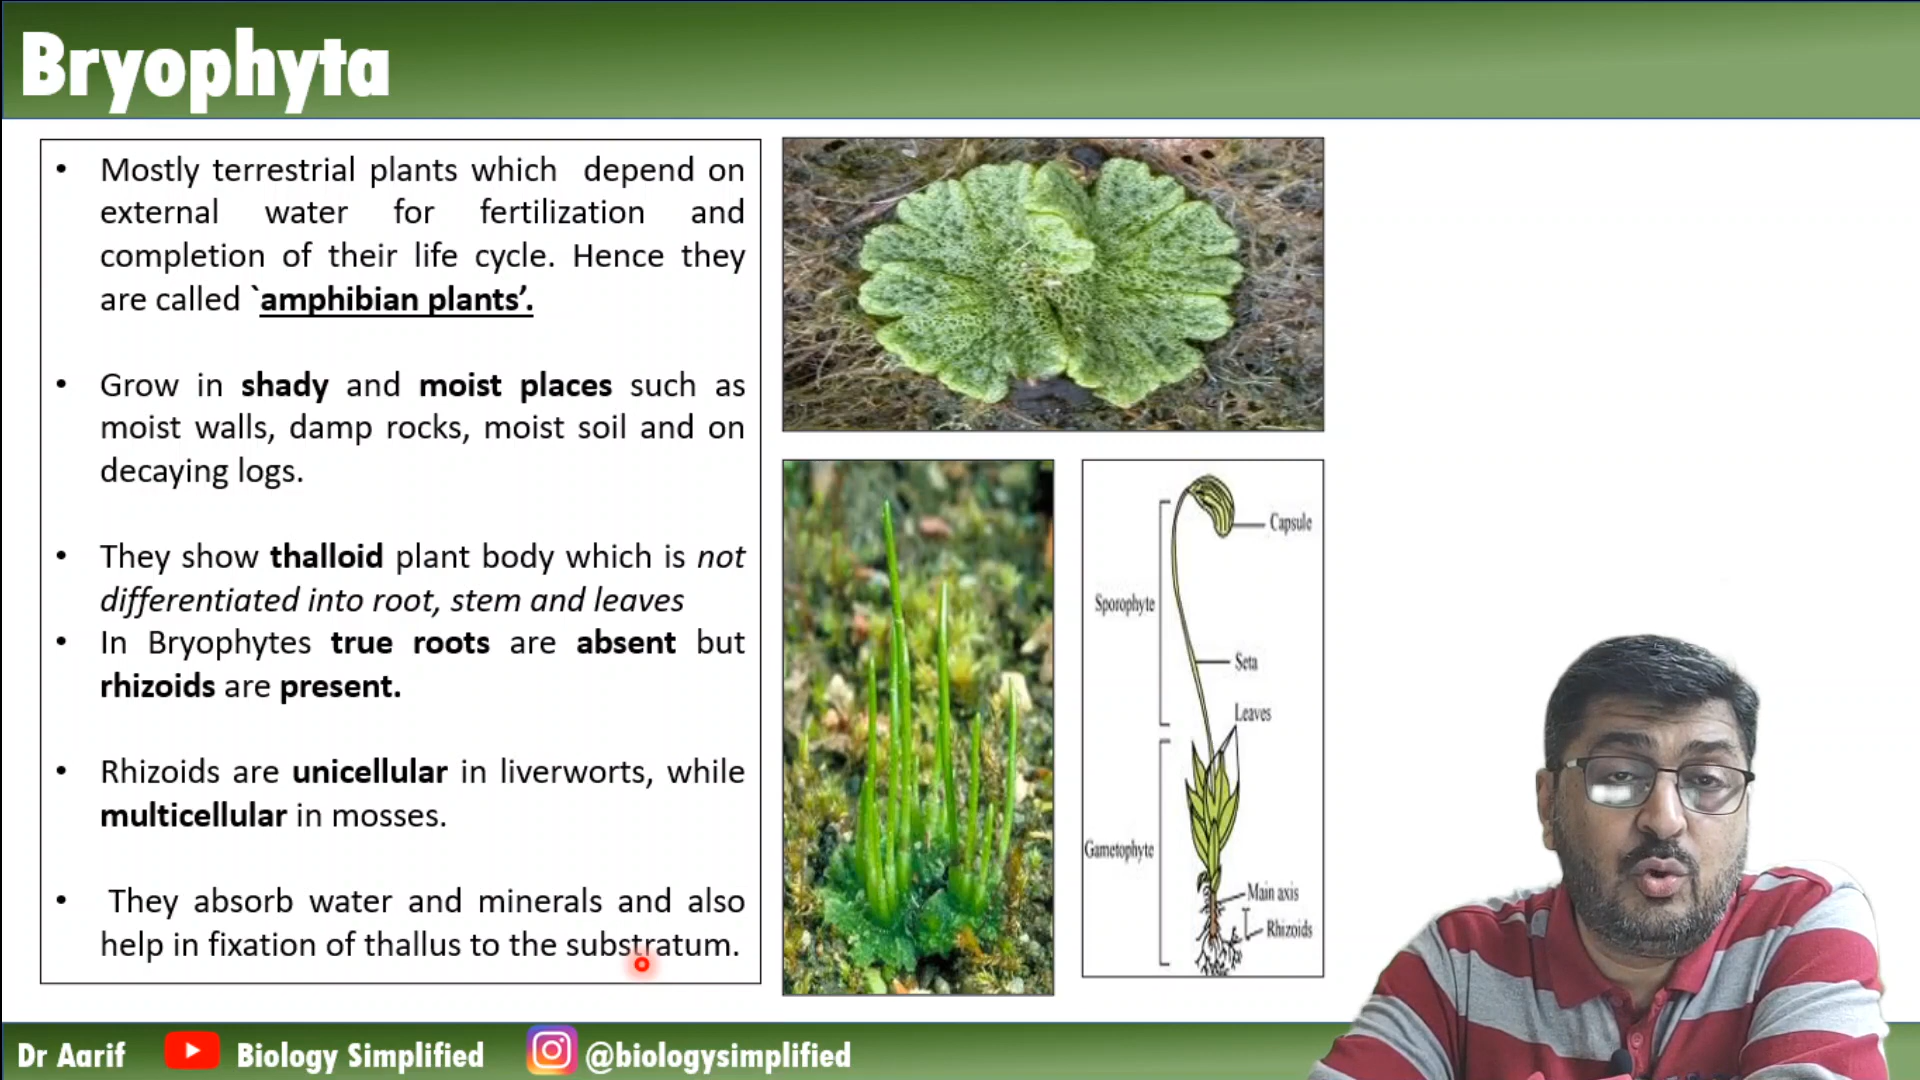 Bryophyta
• Mostly terrestrial plants which depend on
external water for fertilization and
completion of their life cycle. Hence they
are called `amphibian plants’.
• Grow in shady and moist places such as
moist walls, damp rocks, moist soil and on
decaying logs.
• They show thalloid plant body which is not
differentiated into root, stem and leaves
• In Bryophytes true roots are absent but
rhizoids are present.
• Rhizoids are unicellular in liverworts, while
multicellular in mosses.
• They absorb water and minerals and also
help in fixation of thallus to the substratum.
Capsule
Sporophyte
Seta
Leaves
Gametophyte
Main axis
Rhizoids
Dr Aarif Biology Simplified @biologysimplified